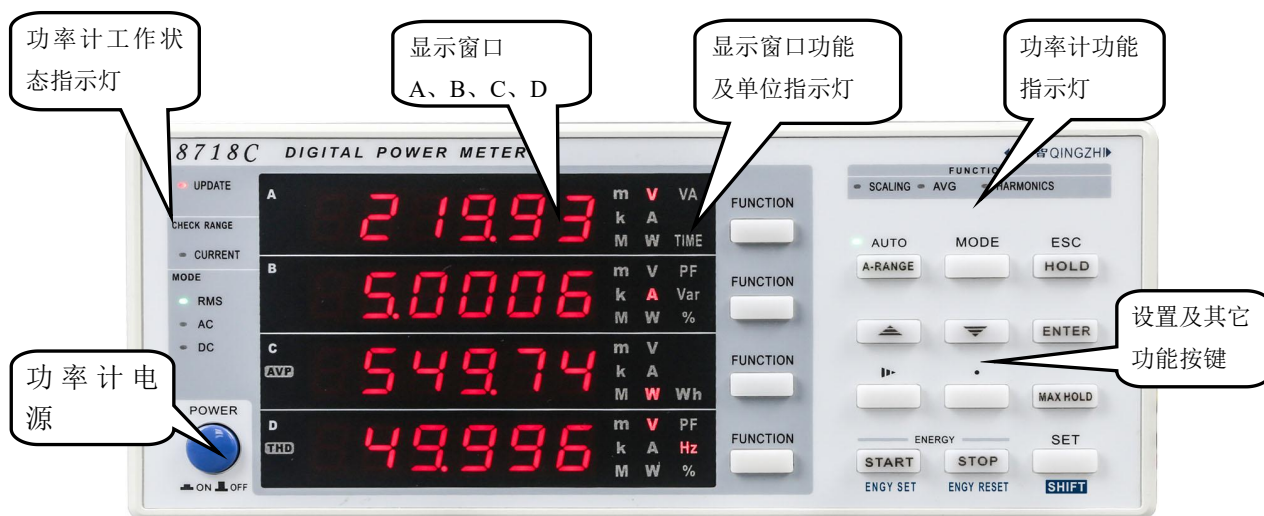 功率计工作状
态指示灯
显示窗口
A、B、C、D
显示窗口功能
及单位指示灯
功率计功能
指示灯
8718C DIGITAL POWER METER
QINGZHI
UPDATE
CHECK RANGE
CURRENT
MODE
RMS
AC
DC
功率计电
源
POWER
ON OFF
A
219.93
m V VA
k A
M W TIME
FUNCTION
B
5.0006
m V PF
k A Var
M W %
FUNCTION
C
AVP
549.74
m V
k A
M W Wh
FUNCTION
D
THD
49.996
m V PF
k A Hz
M W %
FUNCTION
SCALING AVG HARMONICS
AUTO MODE ESC
A-RANGE HOLD
ENTER
设置及其它
功能按键
MAX HOLD
ENERGY SET
START STOP
ENGY SET ENGY RESET SHIFT